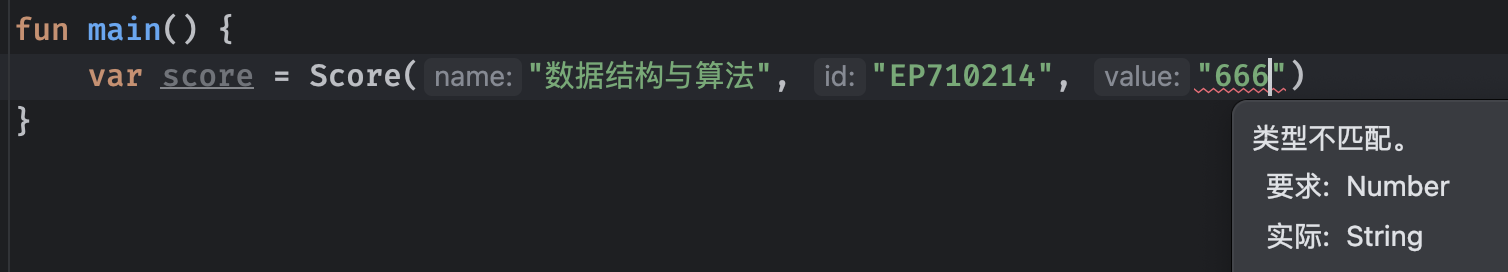 fun main() {
var score = Score( name: "数据结构与算法", id: "EP710214", value: "666")
}
类型不匹配。
要求: Number
实际: String